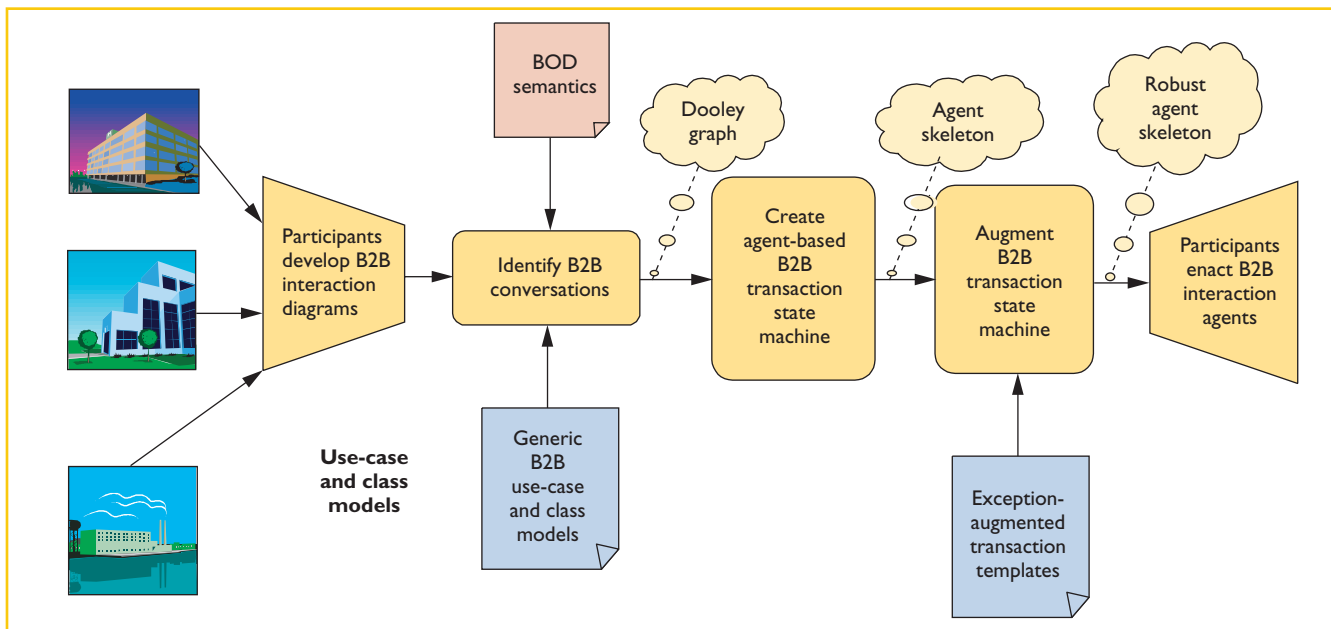 BOD
semantics
Dooley
graph
Agent
skeleton
Robust
agent
skeleton
Participants
develop B2B
interaction
diagrams
Identify B2B
conversations
Create
agent-based
B2B
transaction
state
machine
Augment
B2B
transaction
state
machine
Participants
enact B2B
interaction
agents
Use-case
and class
models
Generic
B2B
use-case
and class
models
Exception-
augmented
transaction
templates